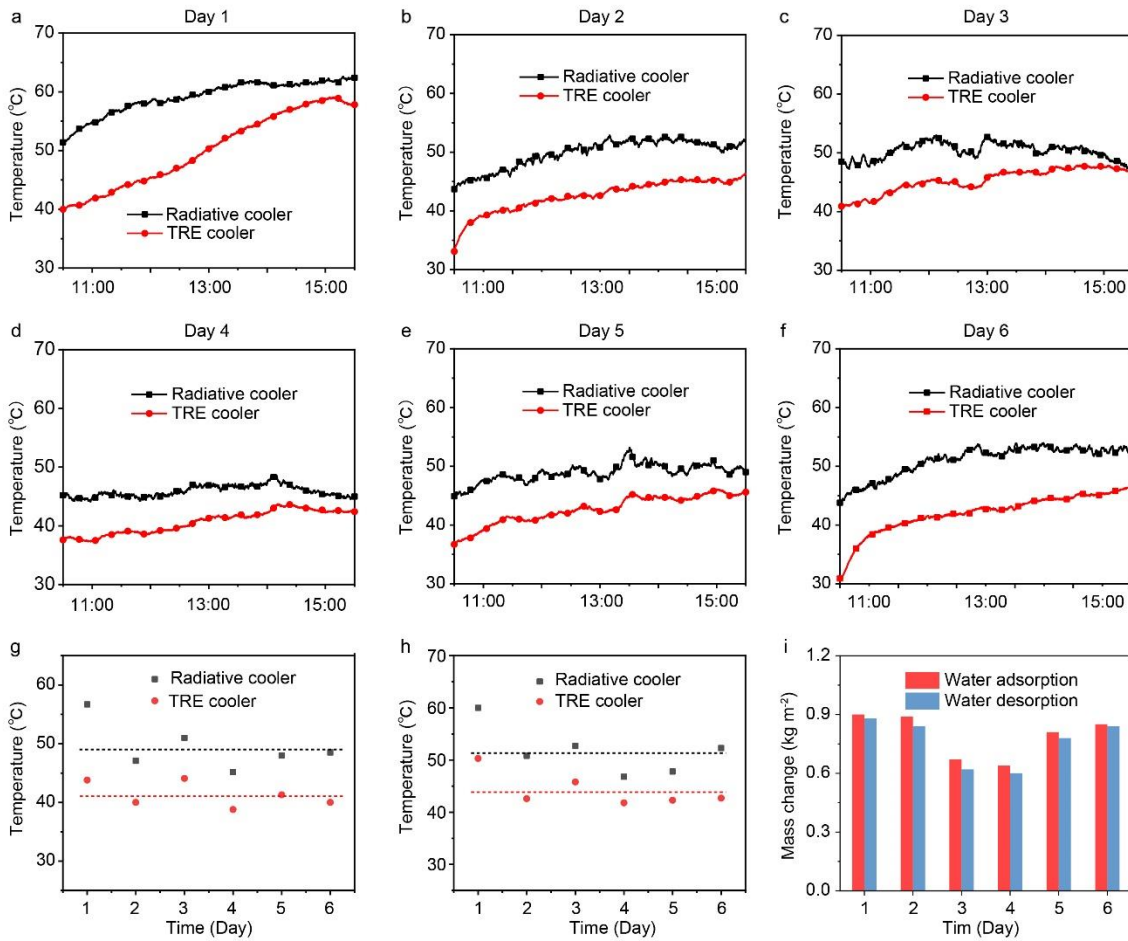 a Day 1
70
60
50
40
30
Temperature (°C)
Radiative cooler
TRE cooler
11:00 13:00 15:00
b Day 2
70
60
50
40
30
Temperature (°C)
Radiative cooler
TRE cooler
11:00 13:00 15:00
c Day 3
70
60
50
40
30
Temperature (°C)
Radiative cooler
TRE cooler
11:00 13:00 15:00
d Day 4
70
60
50
40
30
Temperature (°C)
Radiative cooler
TRE cooler
11:00 13:00 15:00
e Day 5
70
60
50
40
30
Temperature (°C)
Radiative cooler
TRE cooler
11:00 13:00 15:00
f Day 6
70
60
50
40
30
Temperature (°C)
Radiative cooler
TRE cooler
11:00 13:00 15:00
g
60
50
40
30
Temperature (°C)
Radiative cooler
TRE cooler
1 2 3 4 5 6
Time (Day)
h
70
60
50
40
30
Temperature (°C)
Radiative cooler
TRE cooler
1 2 3 4 5 6
Time (Day)
i
1.2
0.9
0.6
0.3
0.0
Mass change (kg m⁻²)
Water adsorption
Water desorption
1 2 3 4 5 6
Tim (Day)